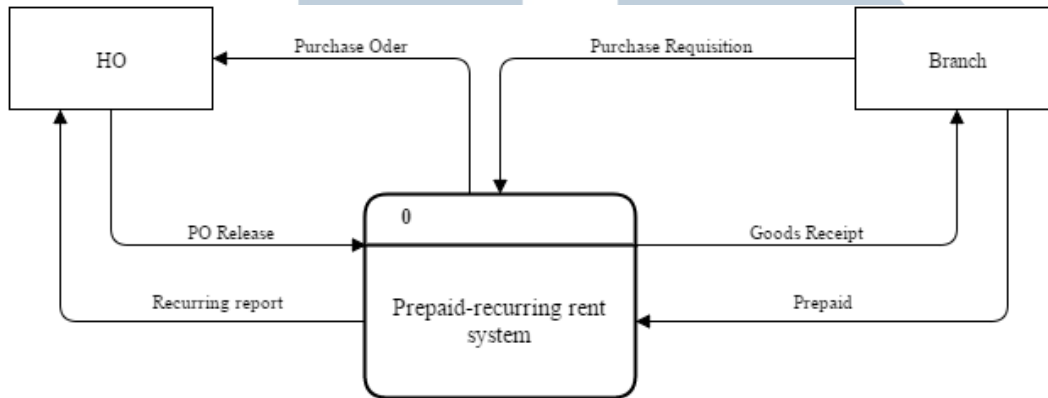 Purchase Oder
Purchase Requisition
HO
Branch
0
PO Release
Goods Receipt
Recurring report
Prepaid
Prepaid-recurring rent
system